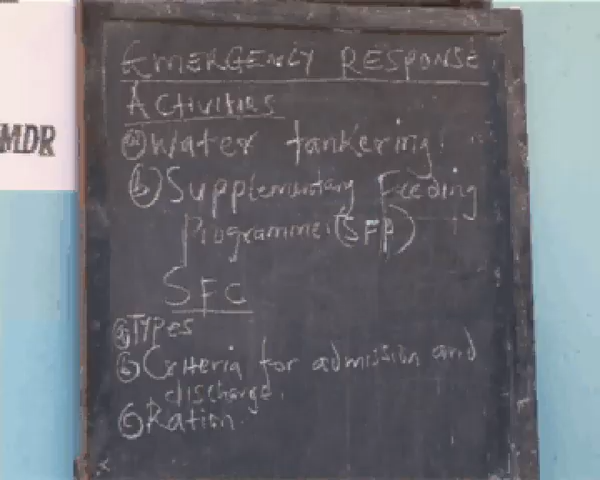 EMERGENCY RESPONSE
ACTIVITIES
MDR
(a) Water tankering.
(b) Supplementary Feeding
Programme (SFP)
SFC
(a) Types
(b) Criteria for admission and
discharge.
(c) Ration.